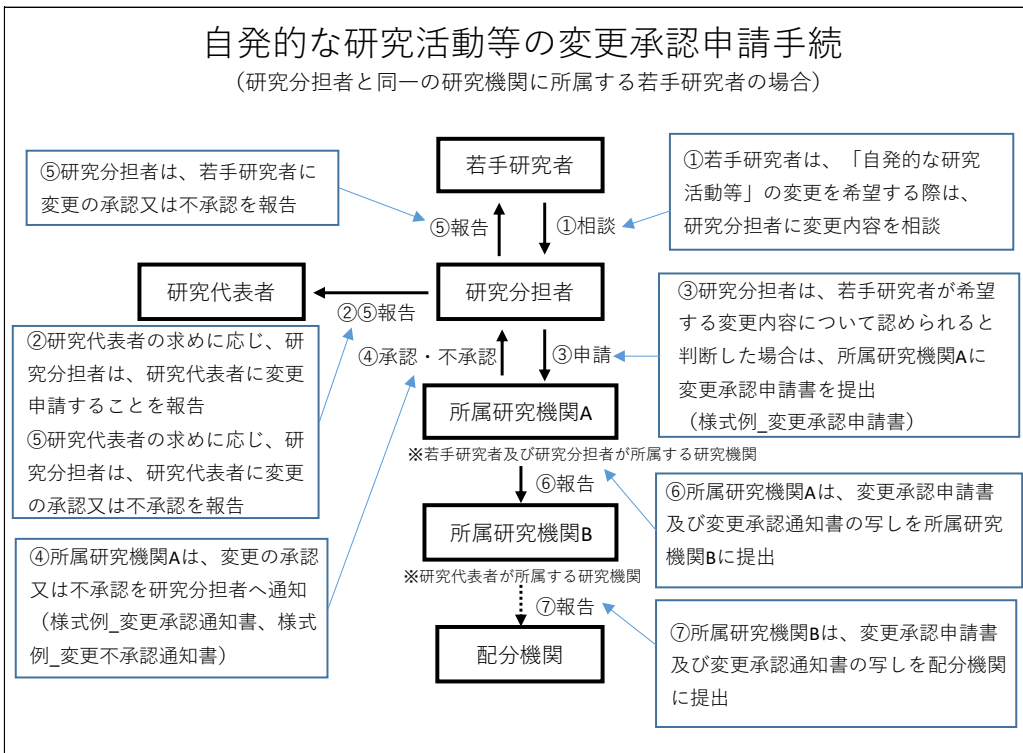 自発的な研究活動等の変更承認申請手続
（研究分担者と同一の研究機関に所属する若手研究者の場合）
若手研究者
⑤研究分担者は、若手研究者に
変更の承認又は不承認を報告
①若手研究者は、「自発的な研究
活動等」の変更を希望する際は、
研究分担者に変更内容を相談
⑤報告
①相談
研究代表者
研究分担者
②⑤報告
③研究分担者は、若手研究者が希望
する変更内容について認められると
判断した場合は、所属研究機関Aに
変更承認申請書を提出
（様式例_変更承認申請書）
②研究代表者の求めに応じ、研
究分担者は、研究代表者に変更
申請することを報告
⑤研究代表者の求めに応じ、研
究分担者は、研究代表者に変更
の承認又は不承認を報告
④承認・不承認
③申請
所属研究機関A
※若手研究者及び研究分担者が所属する研究機関
⑥報告
⑥所属研究機関Aは、変更承認申請書
及び変更承認通知書の写しを所属研究
機関Bに提出
所属研究機関B
※研究代表者が所属する研究機関
④所属研究機関Aは、変更の承認
又は不承認を研究分担者へ通知
（様式例_変更承認通知書、様式
例_変更不承認通知書）
⑦報告
⑦所属研究機関Bは、変更承認申請書
及び変更承認通知書の写しを配分機関
に提出
配分機関